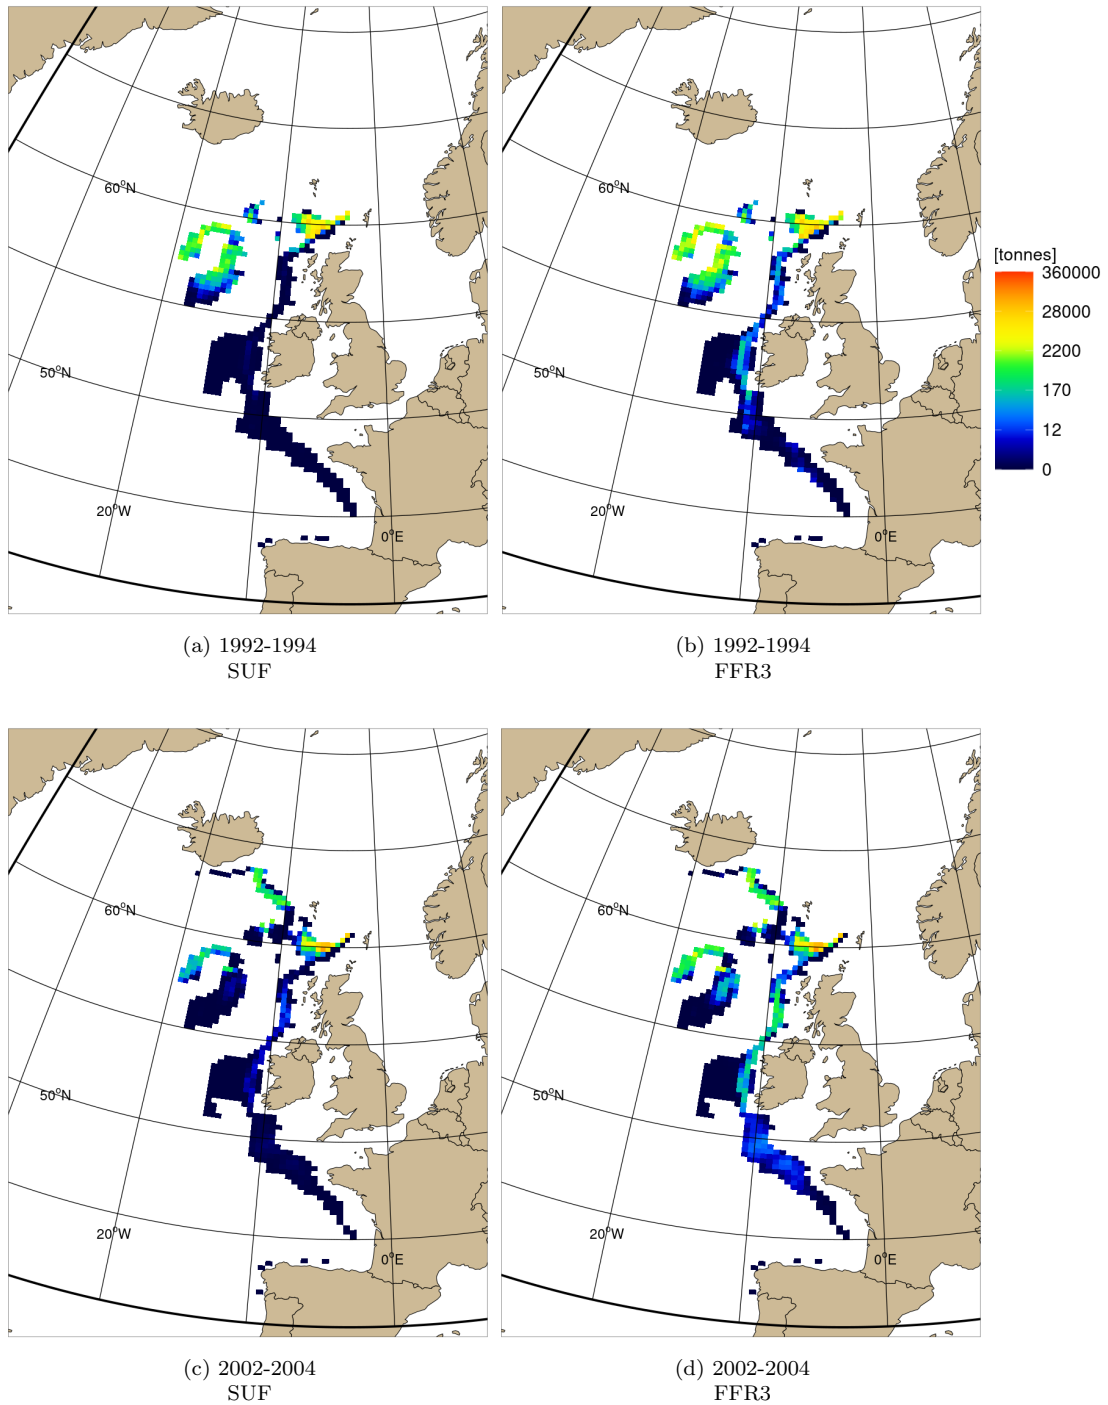 60°N
50°N
20°W
0°E
60°N
50°N
20°W
0°E
[tonnes]
360000
28000
2200
170
12
0
(a) 1992-1994
SUF
(b) 1992-1994
FFR3
60°N
50°N
20°W
0°E
60°N
50°N
20°W
0°E
(c) 2002-2004
SUF
(d) 2002-2004
FFR3